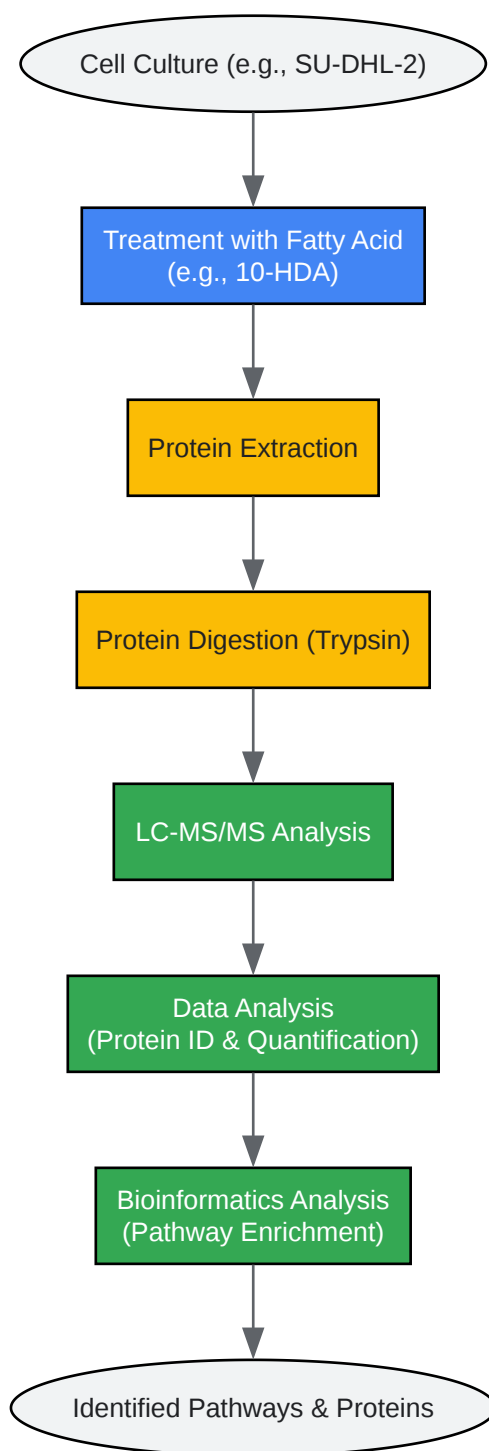 Cell Culture (e.g., SU-DHL-2)
Treatment with Fatty Acid
(e.g., 10-HDA)
Protein Extraction
Protein Digestion (Trypsin)
LC-MS/MS Analysis
Data Analysis
(Protein ID & Quantification)
Bioinformatics Analysis
(Pathway Enrichment)
Identified Pathways & Proteins